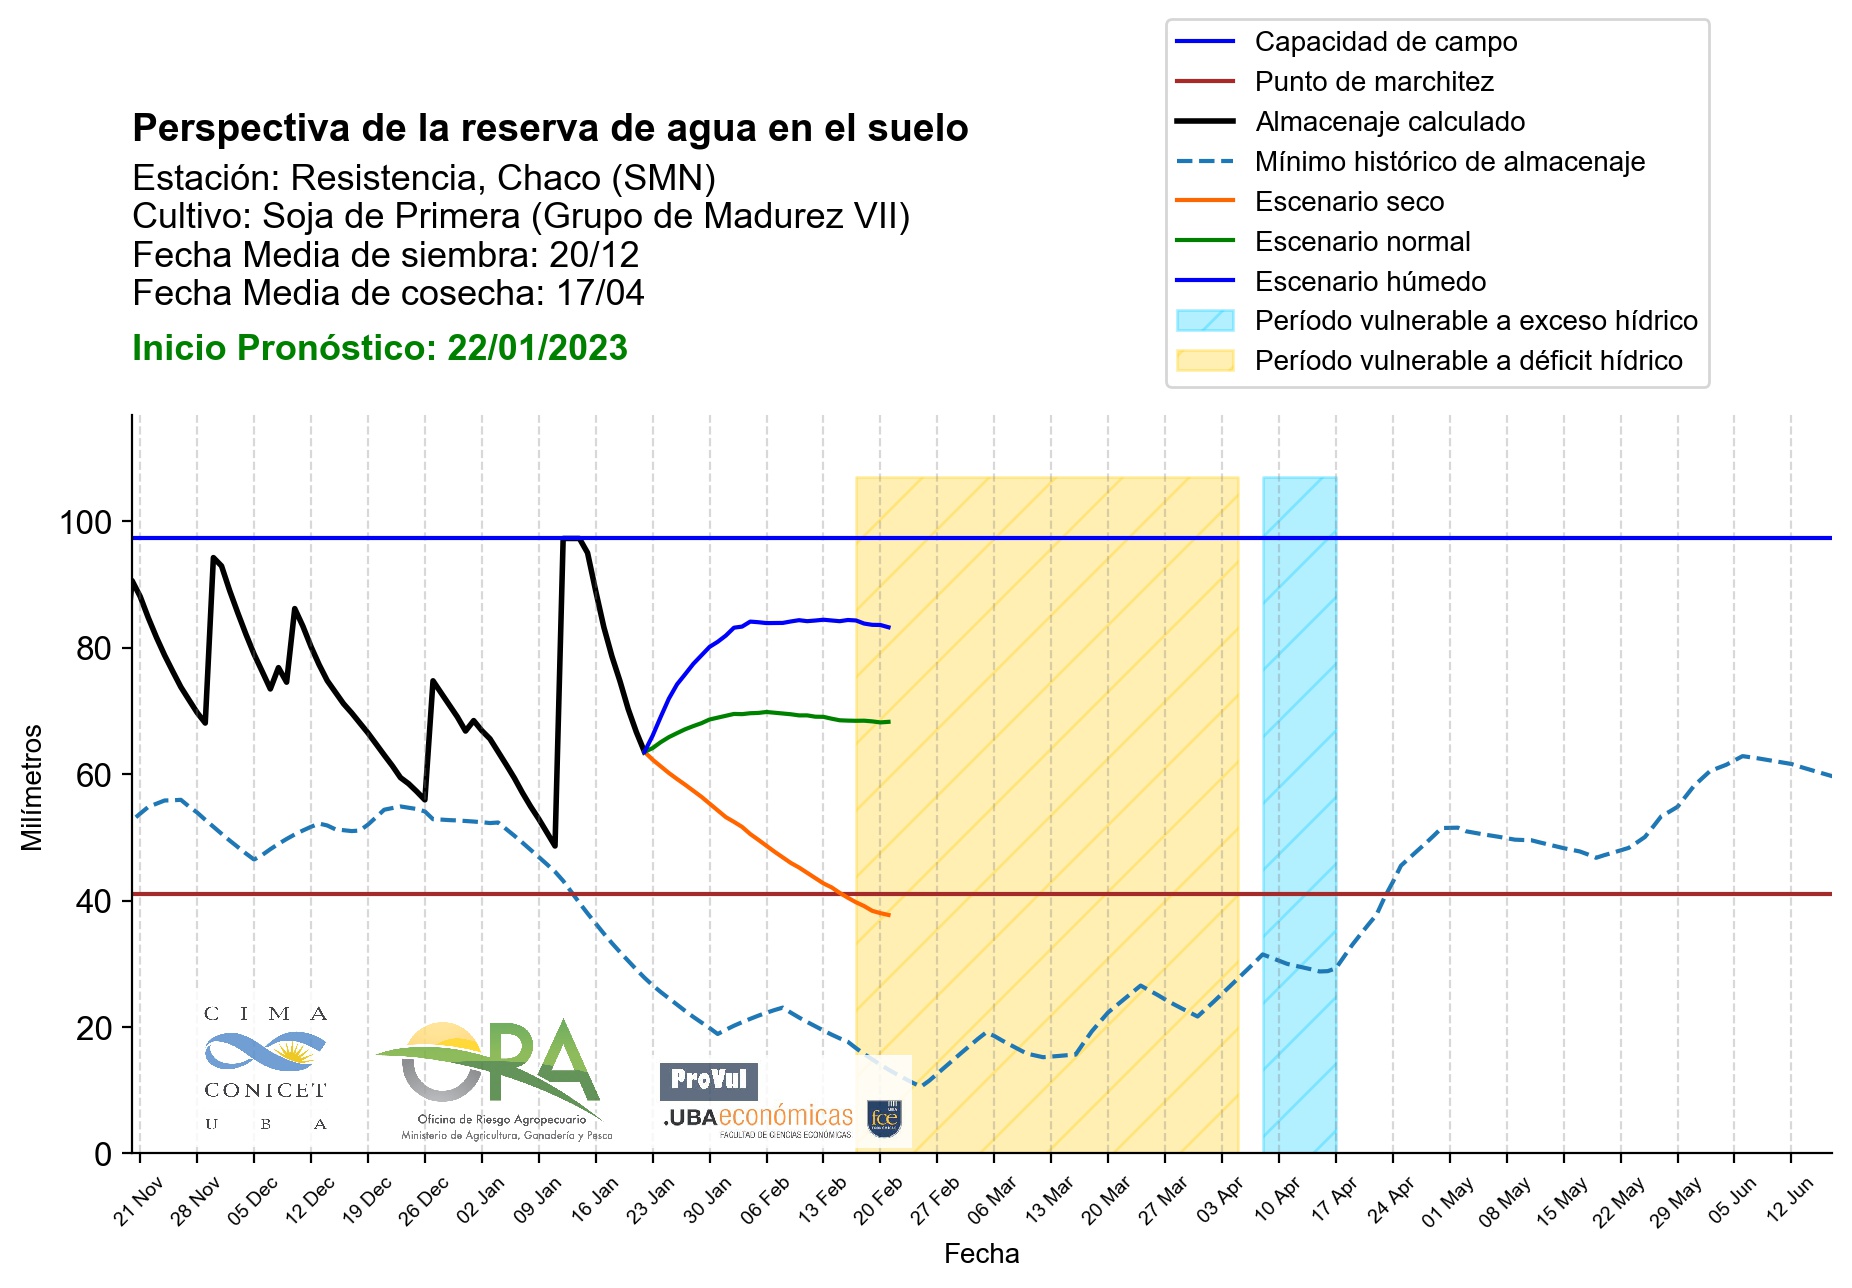 Capacidad de campo
Punto de marchitez
Almacenaje calculado
Mínimo histórico de almacenaje
Escenario seco
Escenario normal
Escenario húmedo
Período vulnerable a exceso hídrico
Período vulnerable a déficit hídrico
Perspectiva de la reserva de agua en el suelo
Estación: Resistencia, Chaco (SMN)
Cultivo: Soja de Primera (Grupo de Madurez VII)
Fecha Media de siembra: 20/12
Fecha Media de cosecha: 17/04
Inicio Pronóstico: 22/01/2023
100
80
60
40
20
0
Milímetros
C I M A
CONICET
U B A
ORA
Oficina de Riesgo Agropecuario
Ministerio de Agricultura, Ganadería y Pesca
ProVul
.UBAeconómicas
FACULTAD DE CIENCIAS ECONÓMICAS
fce
21 Nov 28 Nov 05 Dec 12 Dec 19 Dec 26 Dec 02 Jan 09 Jan 16 Jan 23 Jan 30 Jan 06 Feb 13 Feb 20 Feb 27 Feb 06 Mar 13 Mar 20 Mar 27 Mar 03 Apr 10 Apr 17 Apr 24 Apr 01 May 08 May 15 May 22 May 29 May 05 Jun 12 Jun
Fecha